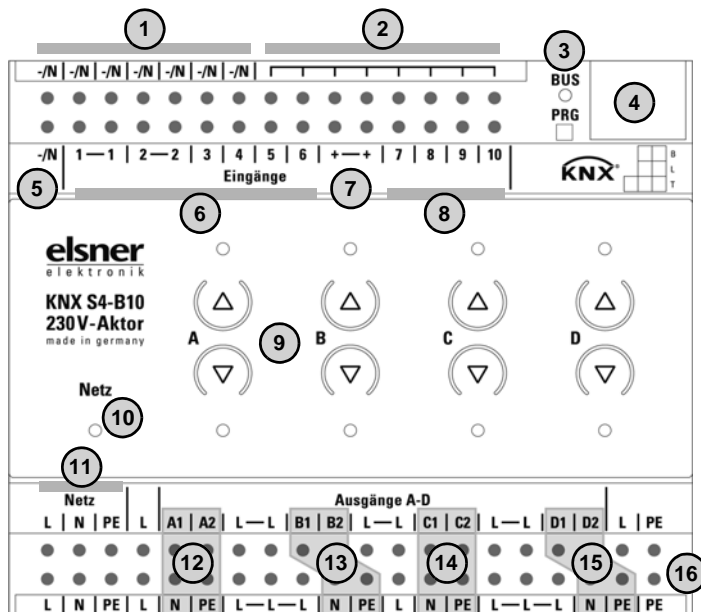 1 2 3
-/N | -/N | -/N | -/N | -/N | -/N | -/N
BUS
4
PRG
-/N 1 — 1 | 2 — 2 | 3 | 4 | 5 | 6 | + — + | 7 | 8 | 9 | 10
Eingänge
KNX®
B
L
T
5 6 7 8
elsner
elektronik
KNX S4-B10
230V-Aktor
made in germany
A 9 B C D
Netz
10
11
Netz
Ausgänge A-D
L | N | PE | L | A1 | A2 | L — L | B1 | B2 | L — L | C1 | C2 | L — L | D1 | D2 | L | PE
12 13 14 15 16
L | N | PE | L | N | PE | L — L — L | N | PE | L | N | PE | L — L — L | N | PE | PE